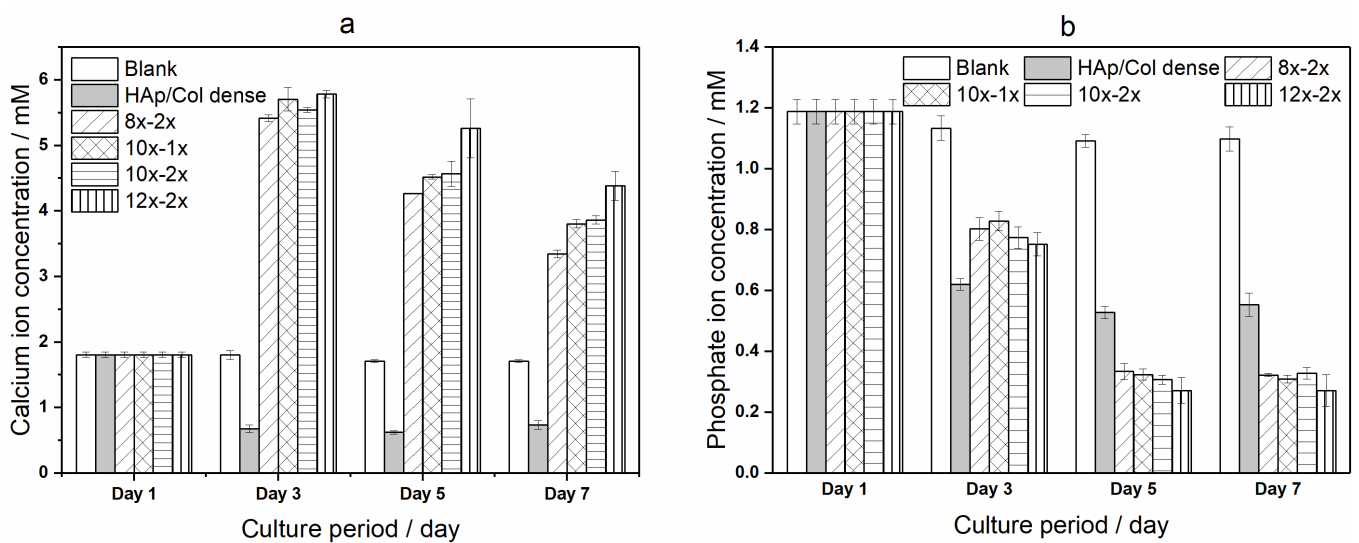 a
Calcium ion concentration / mM
6
5
4
3
2
1
0
Blank
HAp/Col dense
8x-2x
10x-1x
10x-2x
12x-2x
Day 1 Day 3 Day 5 Day 7
Culture period / day
b
Phosphate ion concentration / mM
1.4
1.2
1.0
0.8
0.6
0.4
0.2
0.0
Blank HAp/Col dense 8x-2x
10x-1x 10x-2x 12x-2x
Day 1 Day 3 Day 5 Day 7
Culture period / day